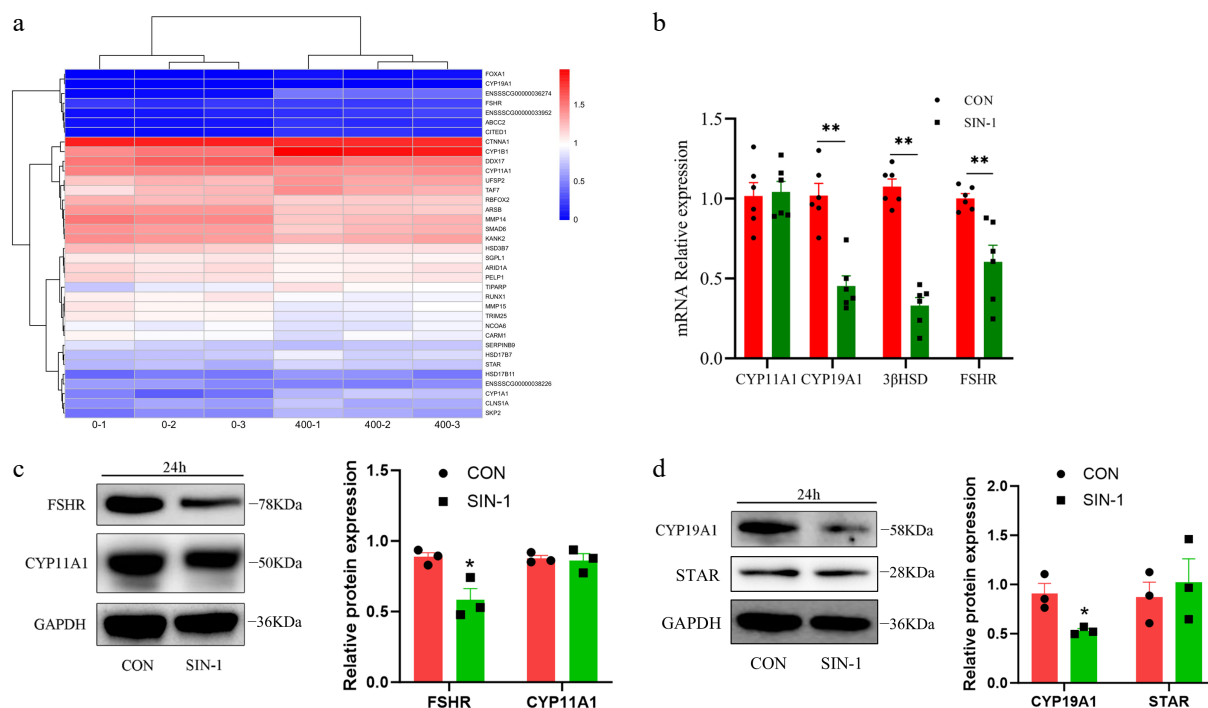 a
FOXA1
CYP19A1
ENSSSCG00000036274
FSHR
ENSSSCG00000033952
ABCC2
CITED1
CTNNA1
CYP1B1
DDX17
CYP11A1
UFSP2
TAF7
RBFOX2
ARSB
MMP14
SMAD6
KANK2
HSD3B7
SGPL1
ARID1A
PELP1
TIPARP
RUNX1
MMP15
TRIM25
NCOA6
CARM1
SERPINB9
HSD17B7
STAR
HSD17B11
ENSSSCG00000038226
CYP1A1
CLNS1A
SKP2
0-1 0-2 0-3 400-1 400-2 400-3
1.5
1
0.5
0
b
CON
SIN-1
mRNA Relative expression
1.5
1.0
0.5
0.0
** ** **
CYP11A1 CYP19A1 3βHSD FSHR
c
24h
FSHR −78KDa
CYP11A1 −50KDa
GAPDH −36KDa
CON SIN-1
CON
SIN-1
Relative protein expression
1.5
1.0
0.5
0.0
*
FSHR CYP11A1
d
24h
CYP19A1 −58KDa
STAR −28KDa
GAPDH −36KDa
CON SIN-1
CON
SIN-1
Relative protein expression
2.0
1.5
1.0
0.5
0.0
*
CYP19A1 STAR